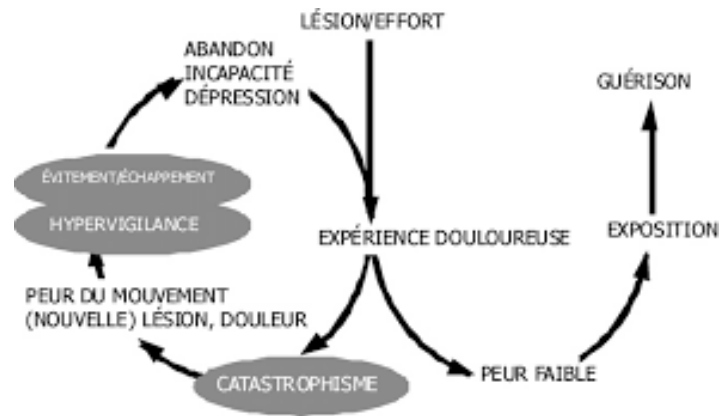 LÉSION/EFFORT
ABANDON
INCAPACITÉ
DÉPRESSION
GUÉRISON
ÉVITEMENT/ÉCHAPPEMENT
HYPERVIGILANCE
EXPÉRIENCE DOULOUREUSE
EXPOSITION
PEUR DU MOUVEMENT
(NOUVELLE) LÉSION, DOULEUR
CATASTROPHISME
PEUR FAIBLE